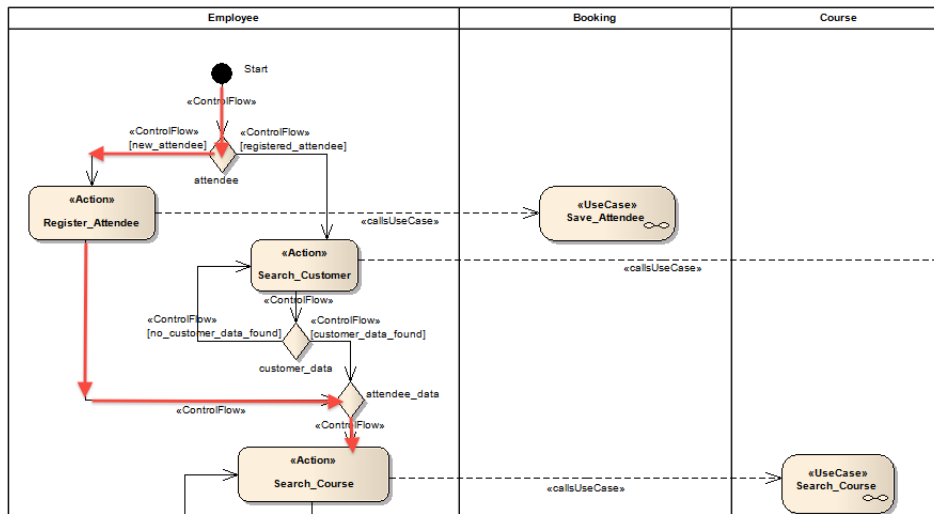 Employee
Booking
Course
Start
«ControlFlow»
«ControlFlow»
[new_attendee]
«ControlFlow»
[registered_attendee]
attendee
«Action»
Register_Attendee
«callsUseCase»
«UseCase»
Save_Attendee
«Action»
Search_Customer
«callsUseCase»
«ControlFlow»
«ControlFlow»
[no_customer_data_found]
«ControlFlow»
[customer_data_found]
customer_data
attendee_data
«ControlFlow»
«ControlFlow»
«Action»
Search_Course
«callsUseCase»
«UseCase»
Search_Course